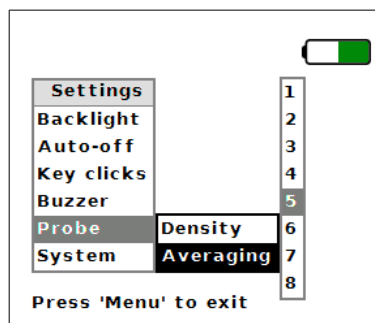 Settings
Backlight
Auto-off
Key clicks
Buzzer
Probe
System
Density
Averaging
1
2
3
4
5
6
7
8
Press 'Menu' to exit